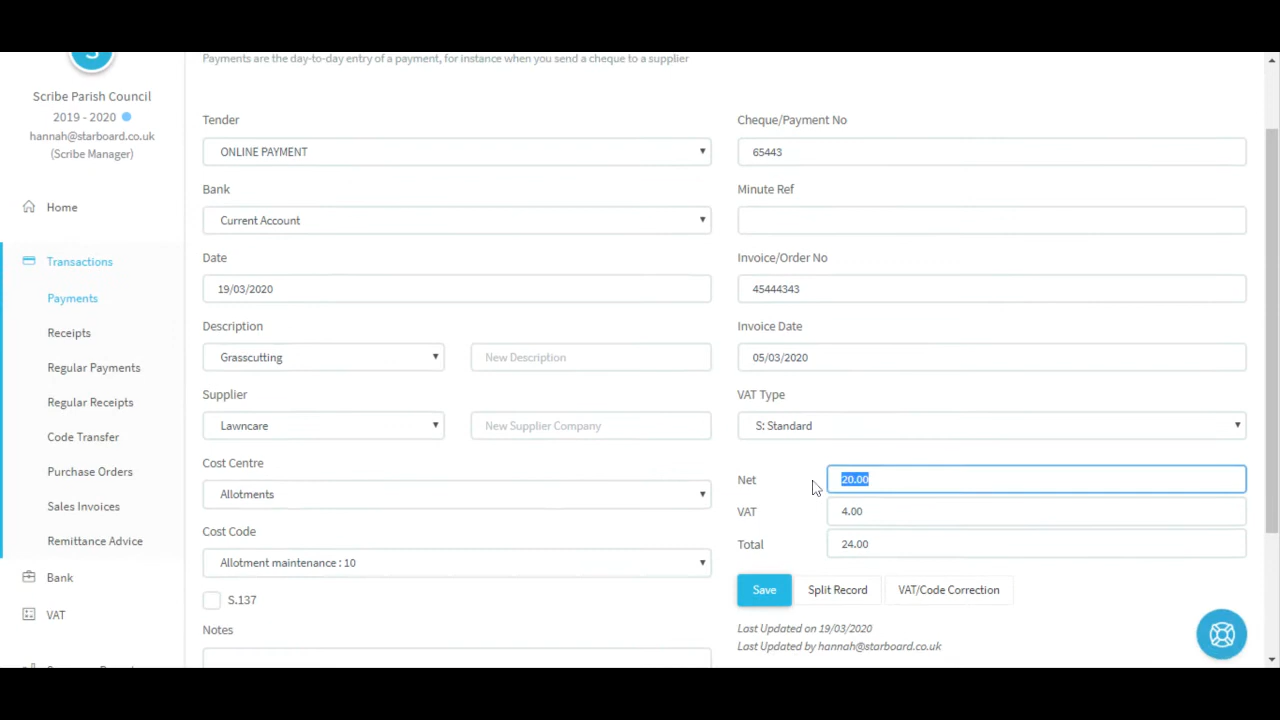 Payments are the day-to-day entry of a payment, for instance when you send a cheque to a supplier
Scribe Parish Council
2019 - 2020
hannah@starboard.co.uk
(Scribe Manager)
Home
Transactions
Payments
Receipts
Regular Payments
Regular Receipts
Code Transfer
Purchase Orders
Sales Invoices
Remittance Advice
Bank
VAT
Tender
ONLINE PAYMENT
Bank
Current Account
Date
19/03/2020
Description
Grasscutting
New Description
Supplier
Lawncare
New Supplier Company
Cost Centre
Allotments
Cost Code
Allotment maintenance : 10
S.137
Notes
Cheque/Payment No
65443
Minute Ref
Invoice/Order No
45444343
Invoice Date
05/03/2020
VAT Type
S: Standard
Net 20.00
VAT 4.00
Total 24.00
Save Split Record VAT/Code Correction
Last Updated on 19/03/2020
Last Updated by hannah@starboard.co.uk